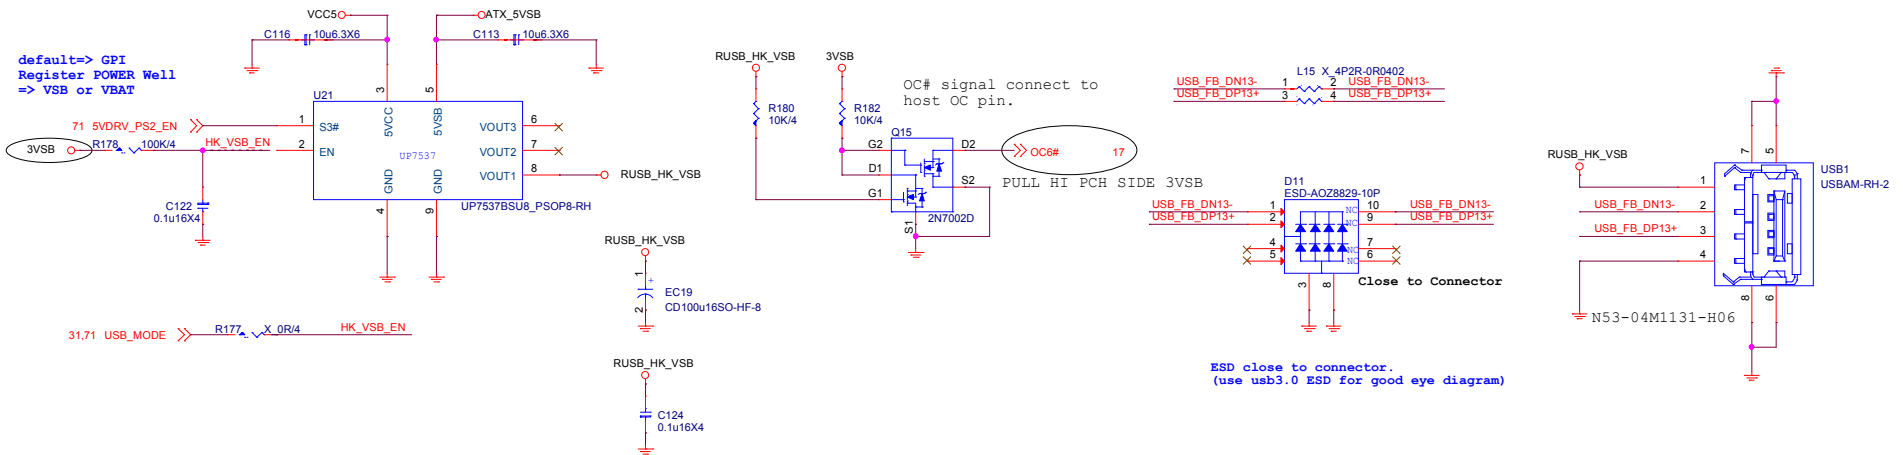 default=> GPI
Register POWER Well
=> VSB or VBAT
VCC5
ATX_5VSB
C116
10u6.3X6
C113
10u6.3X6
U21
3
5
5VCC
5VSB
71 5VDRV_PS2_EN
1
S3#
VOUT3
6
3VSB
R178
100K/4
HK_VSB_EN
2
EN
UP7537
VOUT2
7
VOUT1
8
RUSB_HK_VSB
GND
GND
4
9
UP7537BSU8_PSOP8-RH
C122
0.1u16X4
31,71 USB_MODE
R177
X_0R/4
HK_VSB_EN
RUSB_HK_VSB
1
+
EC19
CD100u16SO-HF-8
2
RUSB_HK_VSB
C124
0.1u16X4
RUSB_HK_VSB
3VSB
R180
10K/4
R182
10K/4
OC# signal connect to
host OC pin.
Q15
G2
D2
D1
S2
G1
S1
2N7002D
OC6#
17
PULL HI PCH SIDE 3VSB
L15 X_4P2R-0R0402
USB_FB_DN13-
1
2
USB_FB_DN13-
USB_FB_DP13+
3
4
USB_FB_DP13+
D11
ESD-AOZ8829-10P
USB_FB_DN13-
1
NC
10
USB_FB_DN13-
USB_FB_DP13+
2
NC
9
USB_FB_DP13+
4
NC
7
5
NC
6
3
8
Close to Connector
ESD close to connector.
(use usb3.0 ESD for good eye diagram)
7
5
RUSB_HK_VSB
USB1
USBAM-RH-2
1
USB_FB_DN13-
2
USB_FB_DP13+
3
4
8
6
N53-04M1131-H06